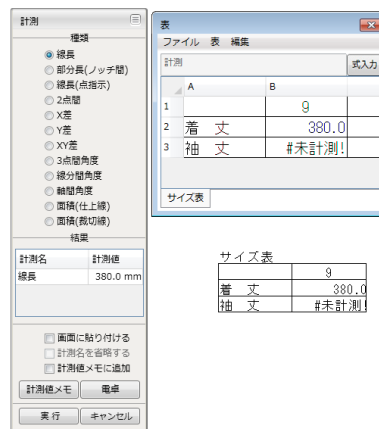 計測
種類
線長
部分長(ノッチ間)
線長(点指示)
2点間
X差
Y差
XY差
3点間角度
線分間角度
軸間角度
面積(仕上線)
面積(裁切線)
結果
計測名 計測値
線長 380.0 mm
画面に貼り付ける
計測名を省略する
計測値メモに追加
計測値メモ 電卓
実行 キャンセル
表
ファイル 表 編集
計測 式入力
A B
1 9
2 着 丈 380.0
3 袖 丈 #未計測!
サイズ表
サイズ表
9
着 丈 380.0
袖 丈 #未計測!